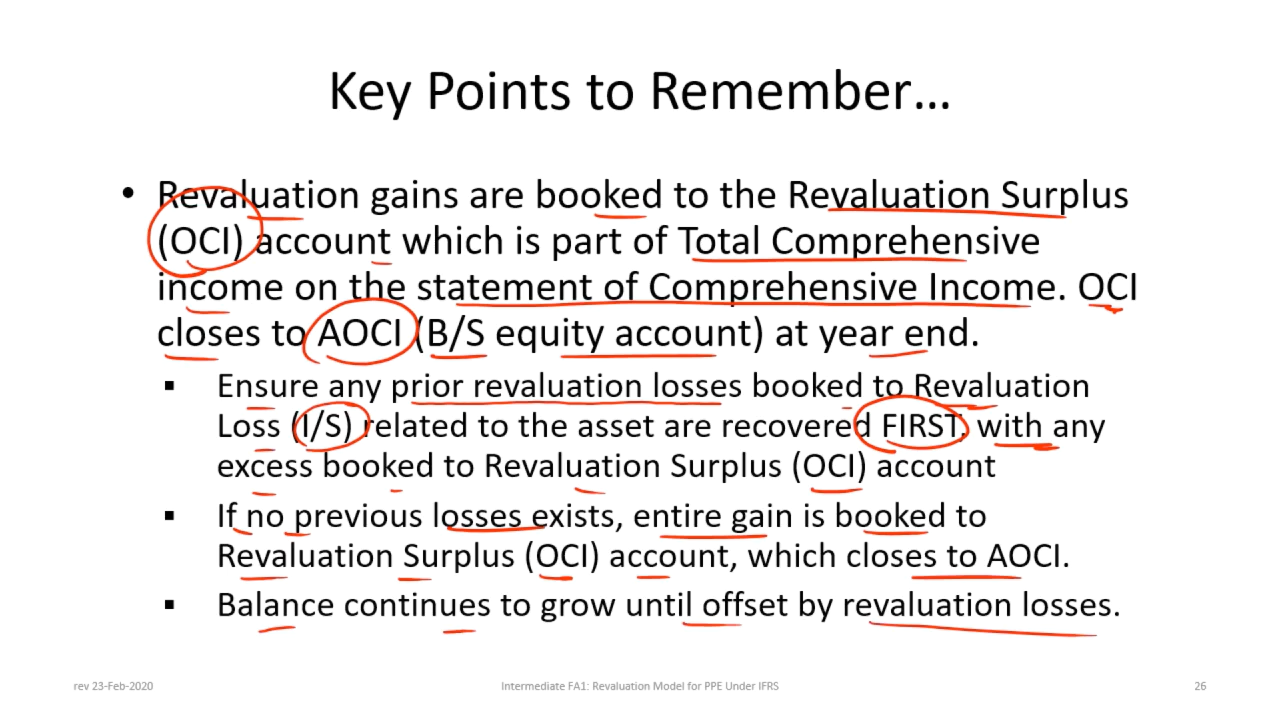 Key Points to Remember…
• Revaluation gains are booked to the Revaluation Surplus
(OCI) account which is part of Total Comprehensive
income on the statement of Comprehensive Income. OCI
closes to AOCI (B/S equity account) at year end.
▪ Ensure any prior revaluation losses booked to Revaluation
Loss (I/S) related to the asset are recovered FIRST, with any
excess booked to Revaluation Surplus (OCI) account
▪ If no previous losses exists, entire gain is booked to
Revaluation Surplus (OCI) account, which closes to AOCI.
▪ Balance continues to grow until offset by revaluation losses.
rev 23-Feb-2020 Intermediate FA1: Revaluation Model for PPE Under IFRS 26